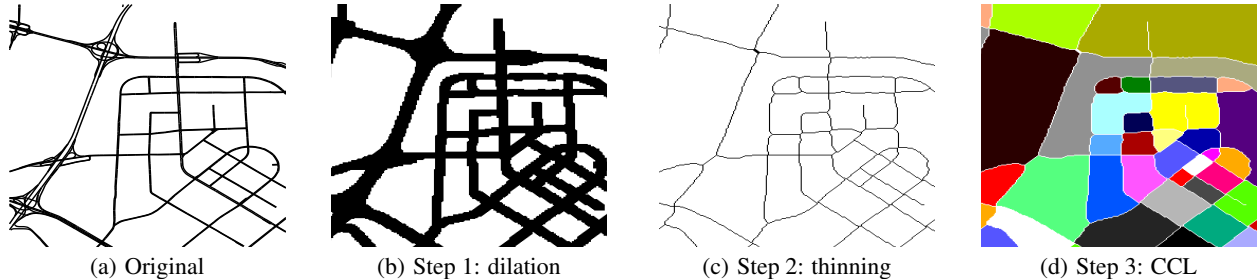 (a) Original
(b) Step 1: dilation
(c) Step 2: thinning
(d) Step 3: CCL